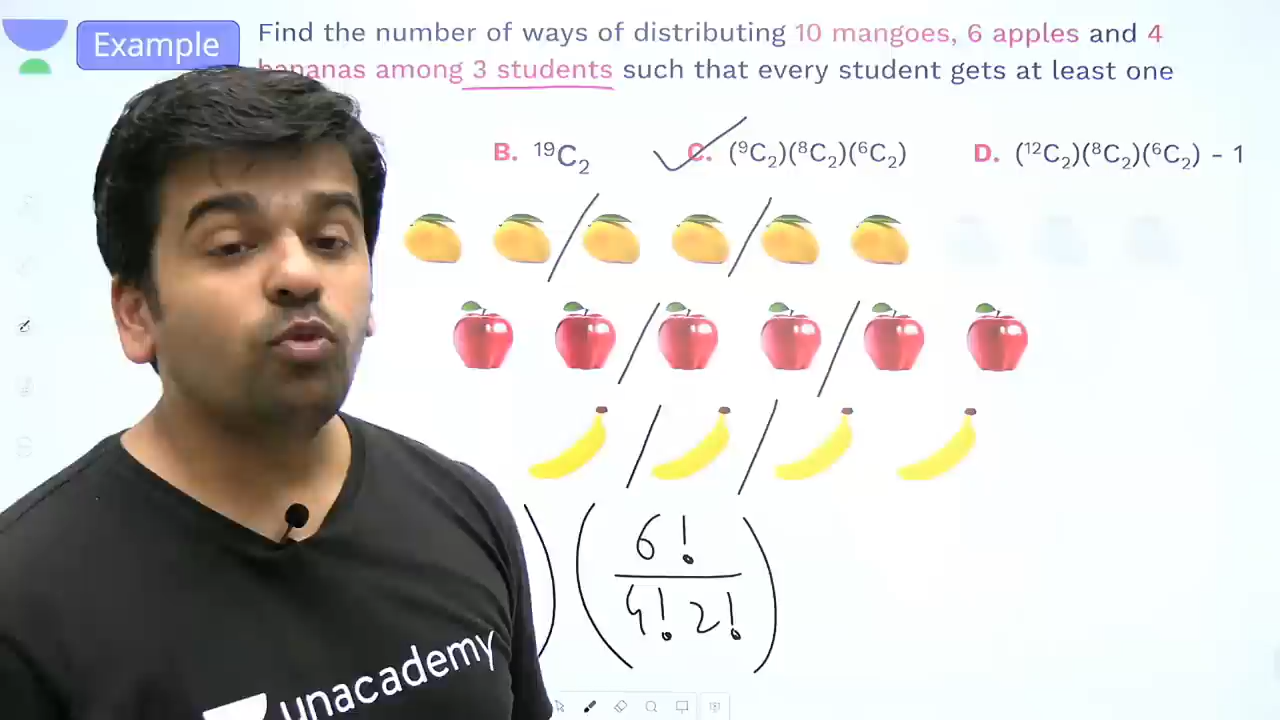 Example
Find the number of ways of distributing 10 mangoes, 6 apples and 4
bananas among 3 students such that every student gets at least one
B. ¹⁹C₂ C. (⁹C₂)(⁸C₂)(⁶C₂) D. (¹²C₂)(⁸C₂)(⁶C₂) - 1
6!
4! 2!
unacademy